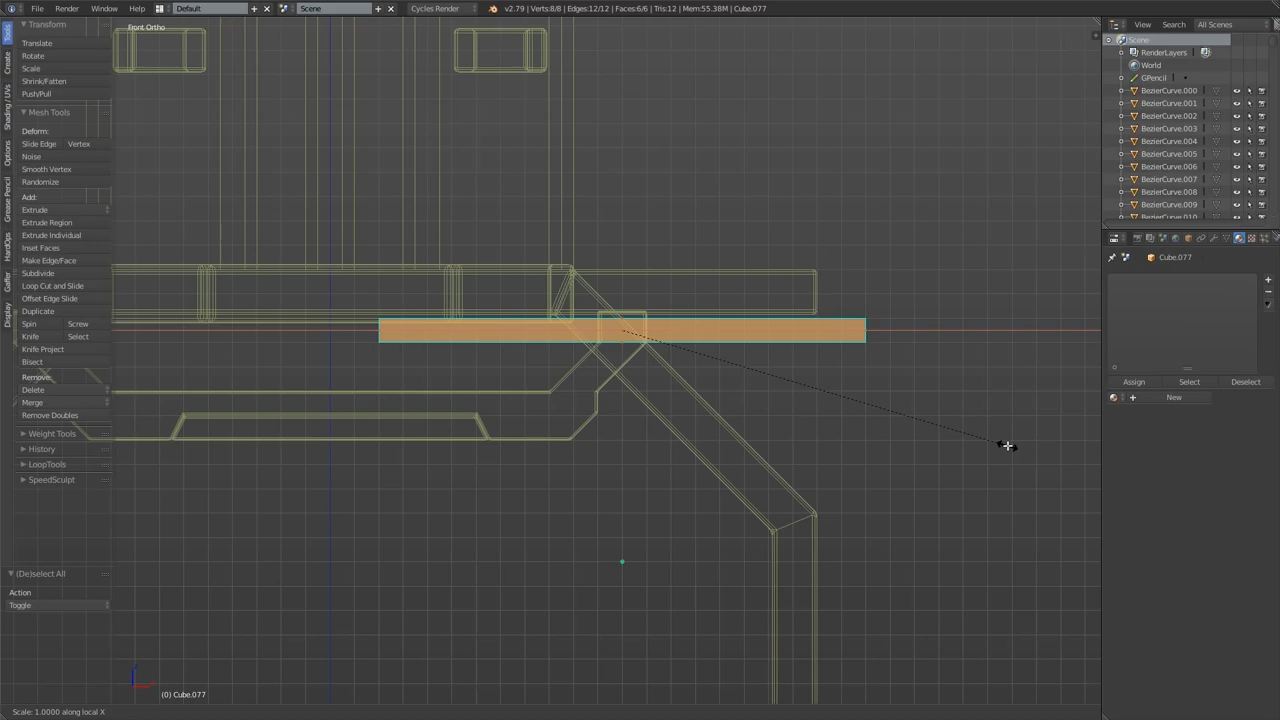 File Render Window Help Default Scene Cycles Render v2.79 | Verts:8/8 | Edges:12/12 | Faces:6/6 | Tris:12 | Mem:55.38M | Cube.077
Front Ortho
Tools
Create
Shading / UVs
Options
Grease Pencil
HardOps
Gaffer
Display
Transform
Translate
Rotate
Scale
Shrink/Fatten
Push/Pull
Mesh Tools
Deform:
Slide Edge Vertex
Noise
Smooth Vertex
Randomize
Add:
Extrude
Extrude Region
Extrude Individual
Inset Faces
Make Edge/Face
Subdivide
Loop Cut and Slide
Offset Edge Slide
Duplicate
Spin Screw
Knife Select
Knife Project
Bisect
Remove:
Delete
Merge
Remove Doubles
Weight Tools
History
LoopTools
SpeedSculpt
(De)select All
Action
Toggle
(0) Cube.077
Scale: 1.0000 along local X
View Search All Scenes
Scene
RenderLayers
World
GPencil
BezierCurve.000
BezierCurve.001
BezierCurve.002
BezierCurve.003
BezierCurve.004
BezierCurve.005
BezierCurve.006
BezierCurve.007
BezierCurve.008
BezierCurve.009
BezierCurve.010
Cube.077
Assign Select Deselect
New